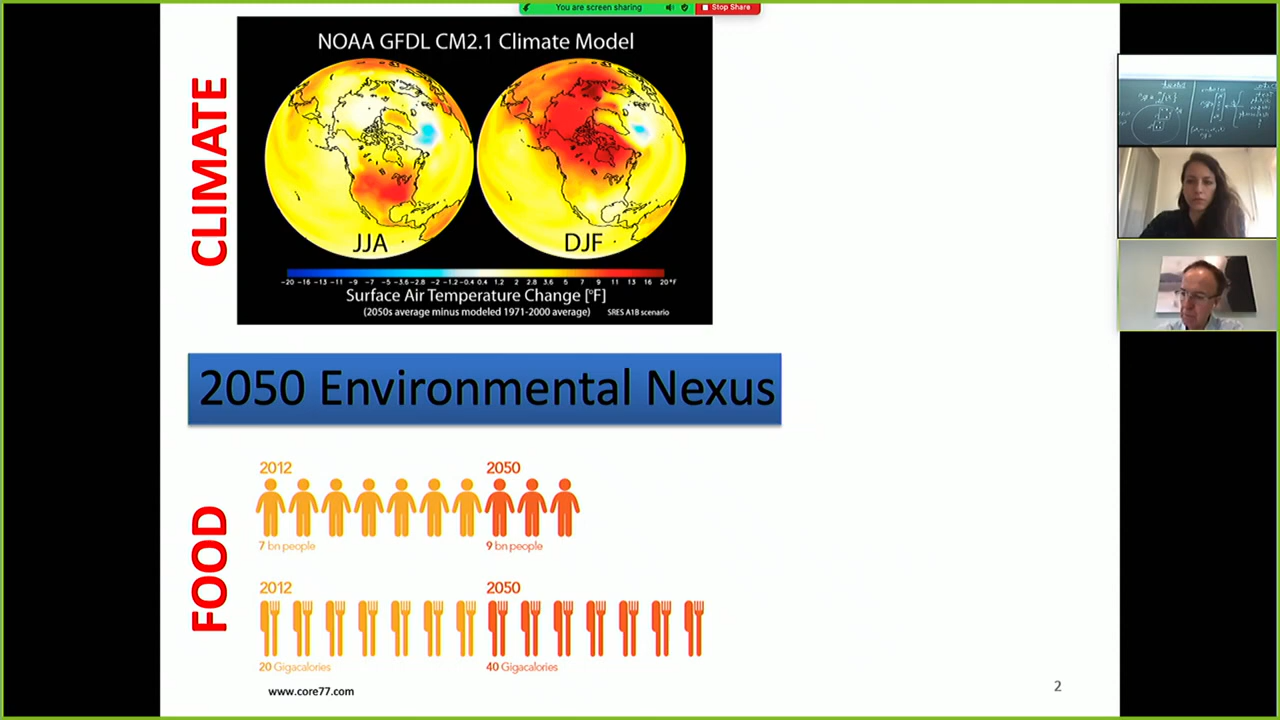 You are screen sharing
Stop Share
NOAA GFDL CM2.1 Climate Model
CLIMATE
JJA
DJF
-20 -16 -13 -11 -9 -7 -5 -3.6 -2.8 -2 -1.2 -0.4 0.4 1.2 2 2.8 3.6 5 7 9 11 13 16 20°F
Surface Air Temperature Change [°F]
(2050s average minus modeled 1971-2000 average)
SRES A1B scenario
2050 Environmental Nexus
FOOD
2012
2050
7 bn people
9 bn people
2012
2050
20 Gigacalories
40 Gigacalories
www.core77.com
2